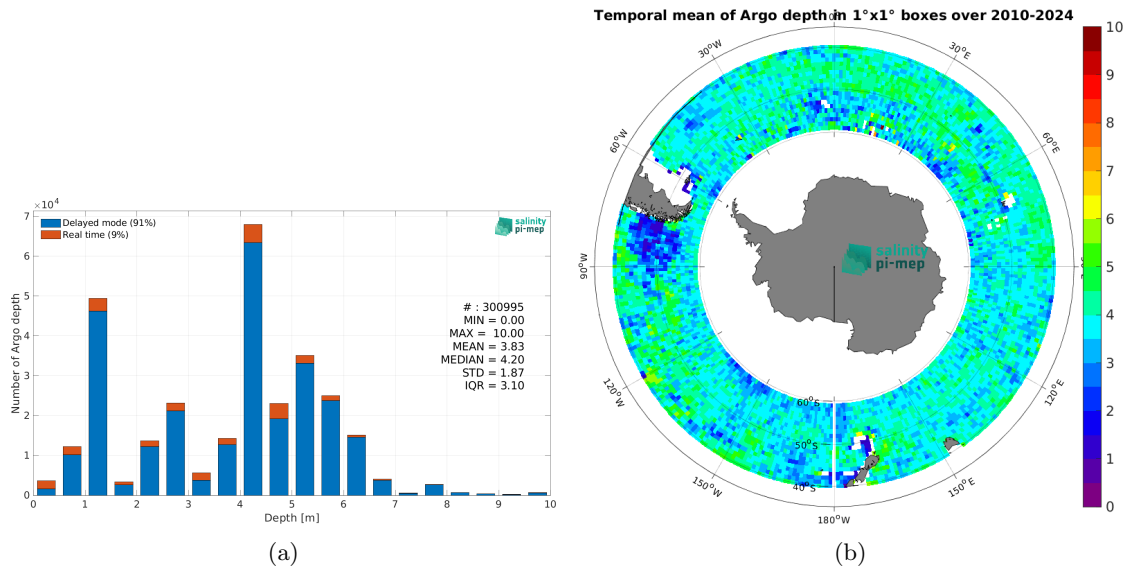 Temporal mean of Argo depth in 1°x1° boxes over 2010-2024
×10⁴
7
6
5
4
3
2
1
0
Number of Argo depth
Delayed mode (91%)
Real time (9%)
salinity
pi-mep
# : 300995
MIN = 0.00
MAX = 10.00
MEAN = 3.83
MEDIAN = 4.20
STD = 1.87
IQR = 3.10
0 1 2 3 4 5 6 7 8 9 10
Depth [m]
(a)
30°W
30°E
60°W
60°E
90°W
120°W
120°E
150°W
150°E
180°W
60°S
50°S
40°S
salinity
pi-mep
10
9
8
7
6
5
4
3
2
1
0
(b)